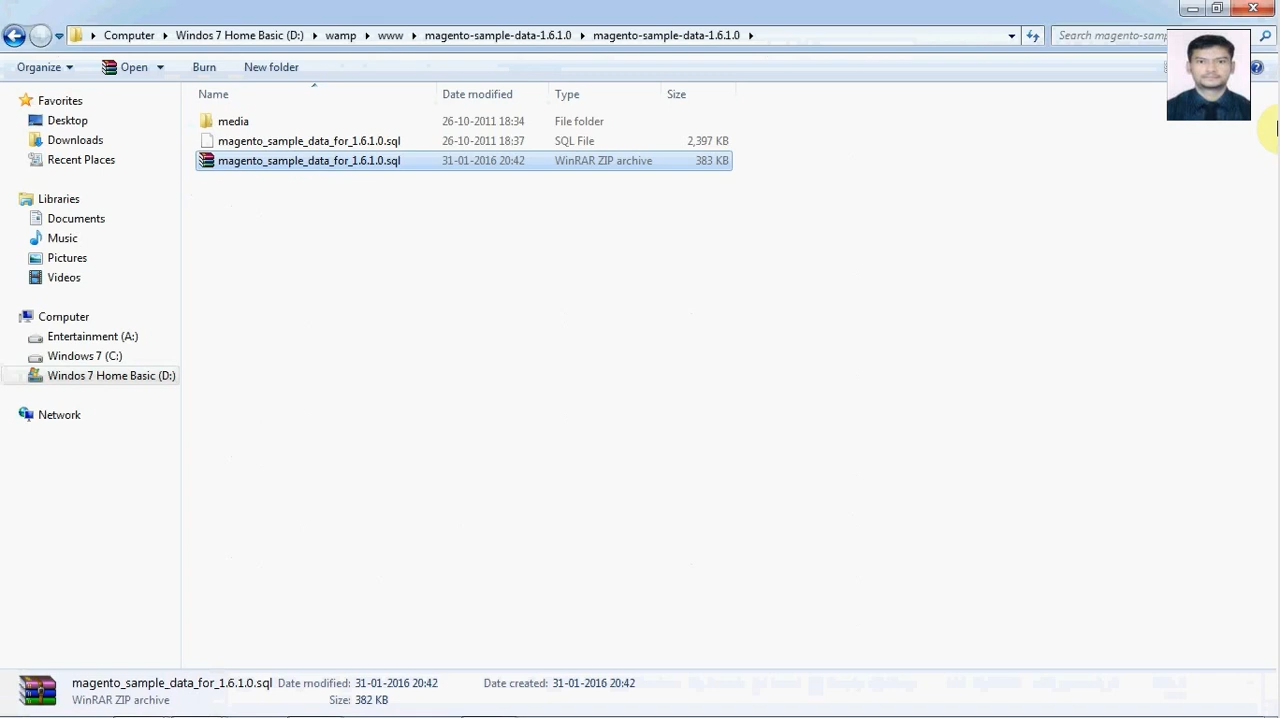 Computer Windos 7 Home Basic (D:) wamp www magento-sample-data-1.6.1.0 magento-sample-data-1.6.1.0
Organize Open Burn New folder
Favorites
Desktop
Downloads
Recent Places
Libraries
Documents
Music
Pictures
Videos
Computer
Entertainment (A:)
Windows 7 (C:)
Windos 7 Home Basic (D:)
Network
Name Date modified Type Size
media 26-10-2011 18:34 File folder
magento_sample_data_for_1.6.1.0.sql 26-10-2011 18:37 SQL File 2,397 KB
magento_sample_data_for_1.6.1.0.sql 31-01-2016 20:42 WinRAR ZIP archive 383 KB
magento_sample_data_for_1.6.1.0.sql Date modified: 31-01-2016 20:42 Date created: 31-01-2016 20:42
WinRAR ZIP archive Size: 382 KB